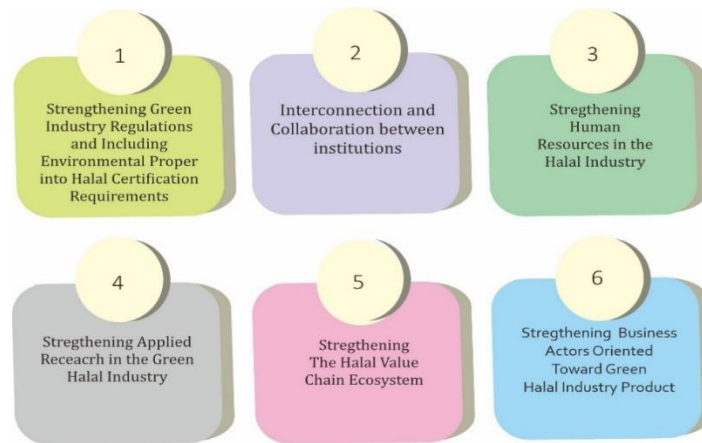 1
Strengthening Green
Industry Regulations
and Including
Environmental Proper
into Halal Certification
Requirements
2
Interconnection and
Collaboration between
institutions
3
Stregthening
Human
Resources in the
Halal Industry
4
Stregthening Applied
Receacrh in the Green
Halal Industry
5
Stregthening
The Halal Value
Chain Ecosystem
6
Stregthening Business
Actors Oriented
Toward Green
Halal Industry Product